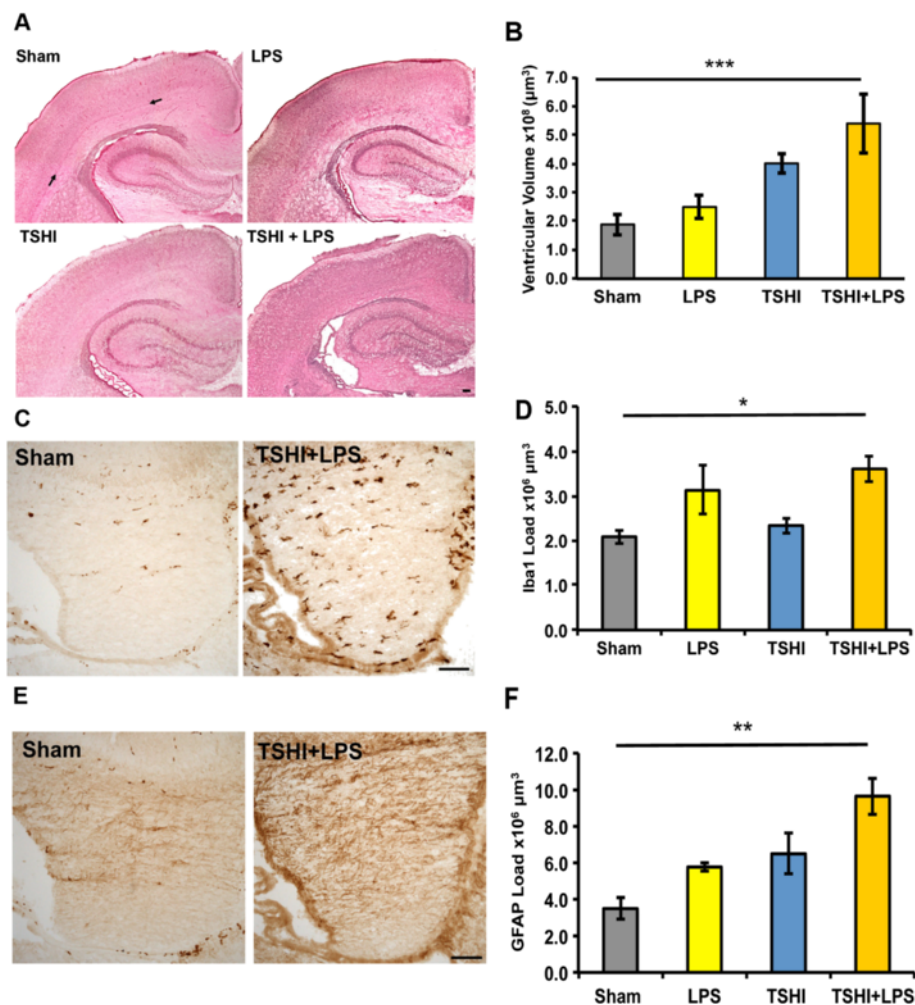 A
Sham
LPS
TSHI
TSHI + LPS
B
***
Ventricular Volume x10⁸ (µm³)
7.0
6.0
5.0
4.0
3.0
2.0
1.0
0.0
Sham LPS TSHI TSHI+LPS
C
Sham
TSHI+LPS
D
*
Iba1 Load x10⁶ µm³
5.0
4.0
3.0
2.0
1.0
0.0
Sham LPS TSHI TSHI+LPS
E
Sham
TSHI+LPS
F
**
GFAP Load x10⁶ µm³
12.0
10.0
8.0
6.0
4.0
2.0
0.0
Sham LPS TSHI TSHI+LPS